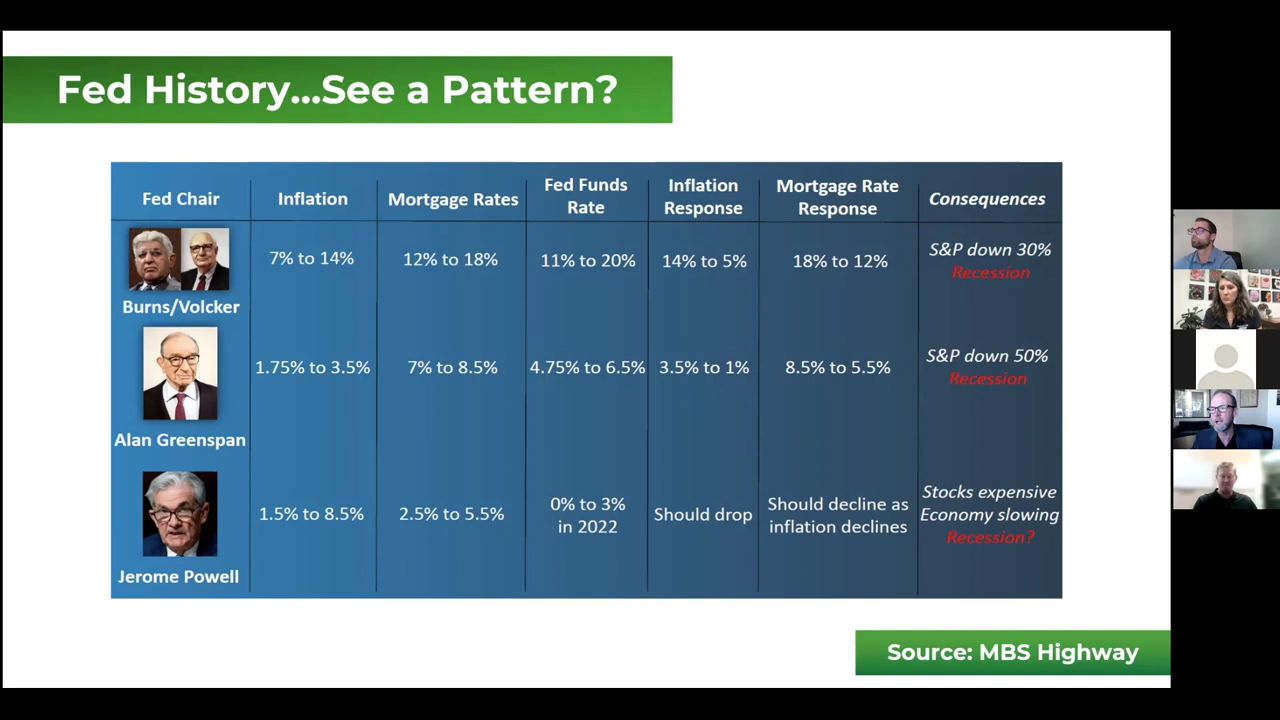 Fed History...See a Pattern?
Fed Chair
Inflation
Mortgage Rates
Fed Funds
Rate
Inflation
Response
Mortgage Rate
Response
Consequences
Burns/Volcker
7% to 14%
12% to 18%
11% to 20%
14% to 5%
18% to 12%
S&P down 30%
Recession
Alan Greenspan
1.75% to 3.5%
7% to 8.5%
4.75% to 6.5%
3.5% to 1%
8.5% to 5.5%
S&P down 50%
Recession
Jerome Powell
1.5% to 8.5%
2.5% to 5.5%
0% to 3%
in 2022
Should drop
Should decline as
inflation declines
Stocks expensive
Economy slowing
Recession?
Source: MBS Highway